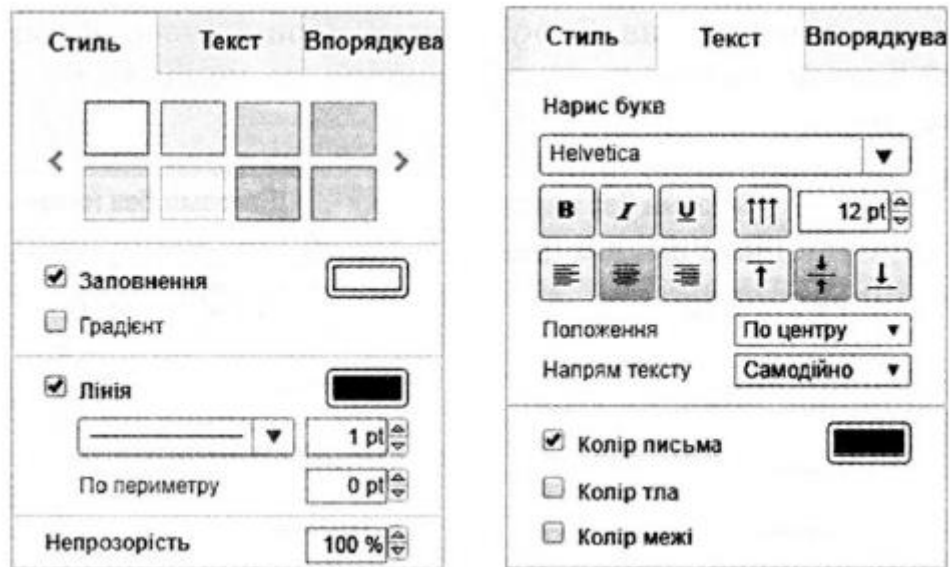 Стиль Текст Впорядкува
Заповнення
Градієнт
Лінія
1 pt
По периметру 0 pt
Непрозорість 100 %
Стиль Текст Впорядкува
Нарис букв
Helvetica
B I U 12 pt
Положення По центру
Напрям тексту Самодійно
Колір письма
Колір тла
Колір межі